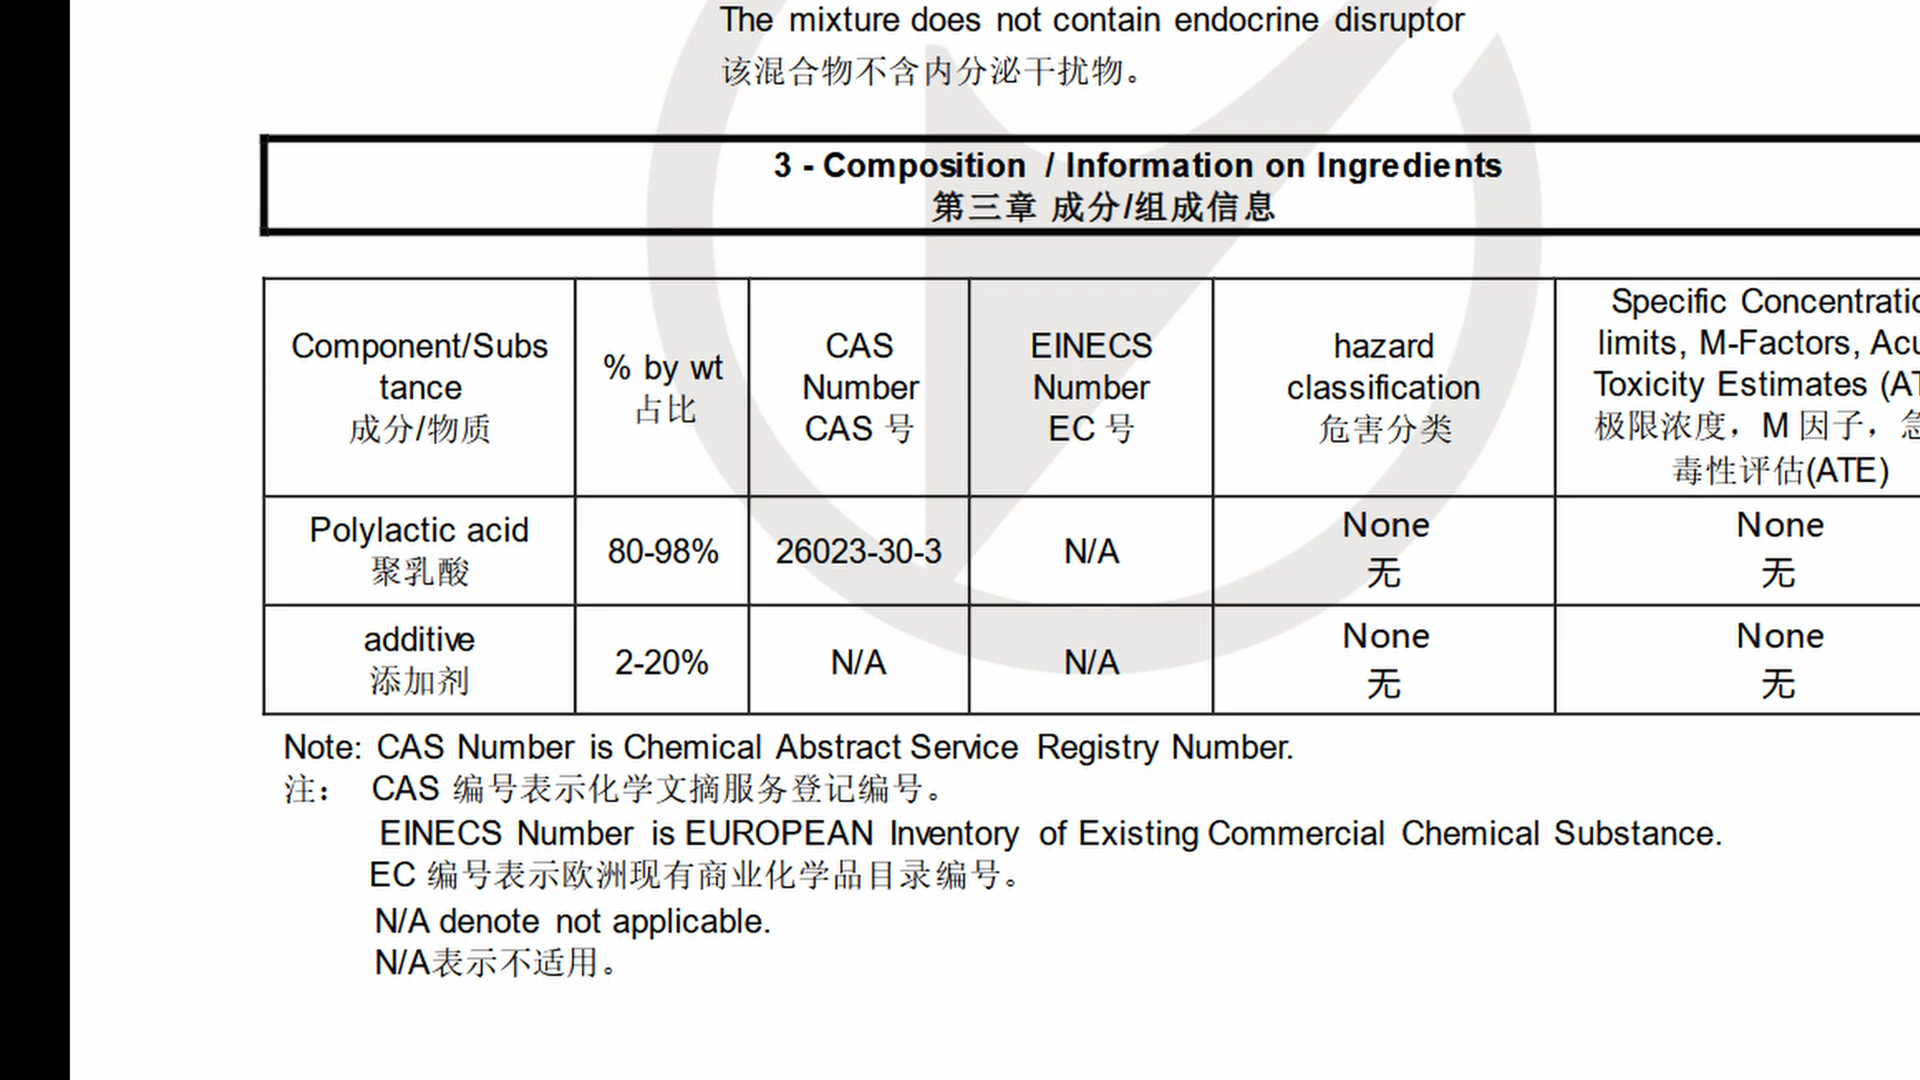 The mixture does not contain endocrine disruptor
该混合物不含内分泌干扰物。
3 - Composition / Information on Ingredients
第三章 成分/组成信息
Component/Subs
tance
成分/物质
% by wt
占比
CAS
Number
CAS 号
EINECS
Number
EC 号
hazard
classification
危害分类
Specific Concentratio
limits, M-Factors, Acu
Toxicity Estimates (AT
极限浓度，M 因子，急
毒性评估(ATE)
Polylactic acid
聚乳酸
80-98%
26023-30-3
N/A
None
无
None
无
additive
添加剂
2-20%
N/A
N/A
None
无
None
无
Note: CAS Number is Chemical Abstract Service Registry Number.
注： CAS 编号表示化学文摘服务登记编号。
EINECS Number is EUROPEAN Inventory of Existing Commercial Chemical Substance.
EC 编号表示欧洲现有商业化学品目录编号。
N/A denote not applicable.
N/A表示不适用。